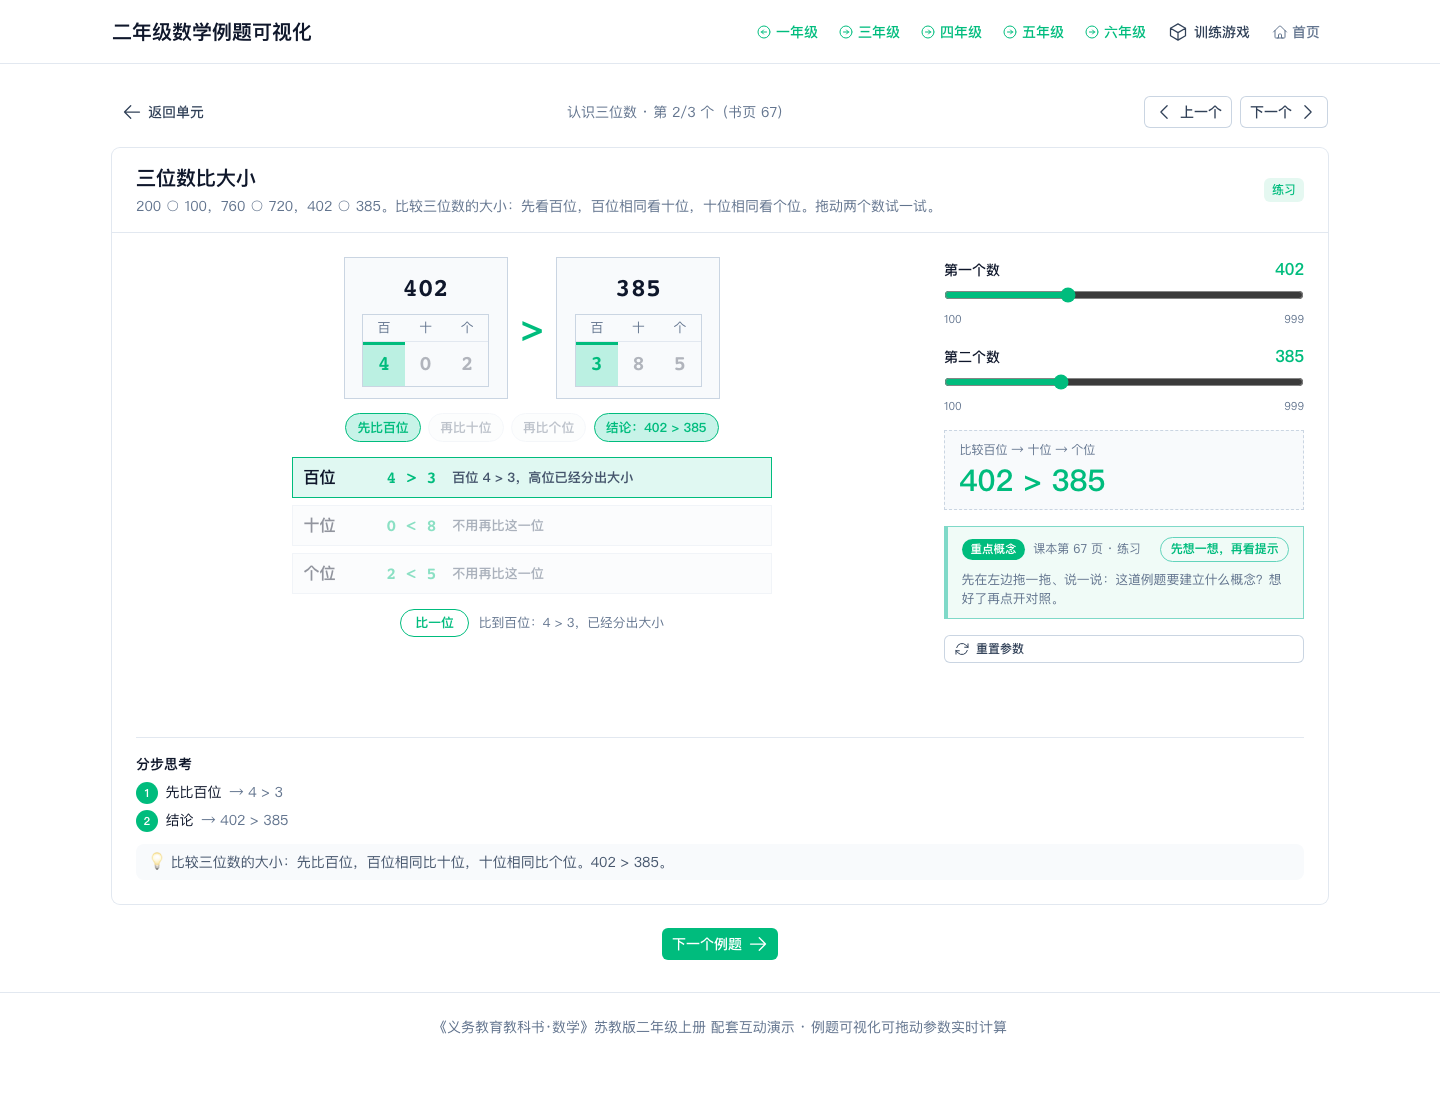 二年级数学例题可视化
一年级
三年级
四年级
五年级
六年级
训练游戏
首页
返回单元
认识三位数 · 第 2/3 个（书页 67）
上一个
下一个
三位数比大小
200 ○ 100，760 ○ 720，402 ○ 385。比较三位数的大小：先看百位，百位相同看十位，十位相同看个位。拖动两个数试一试。
练习
402
百 十 个
4 0 2
>
385
百 十 个
3 8 5
先比百位
再比十位
再比个位
结论：402 > 385
百位 4 > 3 百位 4 > 3，高位已经分出大小
十位 0 < 8 不用再比这一位
个位 2 < 5 不用再比这一位
比一位
比到百位：4 > 3，已经分出大小
第一个数 402
100 999
第二个数 385
100 999
比较百位 → 十位 → 个位
402 > 385
重点概念 课本第 67 页 · 练习 先想一想，再看提示
先在左边拖一拖、说一说：这道例题要建立什么概念？想
好了再点开对照。
重置参数
分步思考
1 先比百位 → 4 > 3
2 结论 → 402 > 385
💡 比较三位数的大小：先比百位，百位相同比十位，十位相同比个位。402 > 385。
下一个例题 →
《义务教育教科书·数学》苏教版二年级上册 配套互动演示 · 例题可视化可拖动参数实时计算